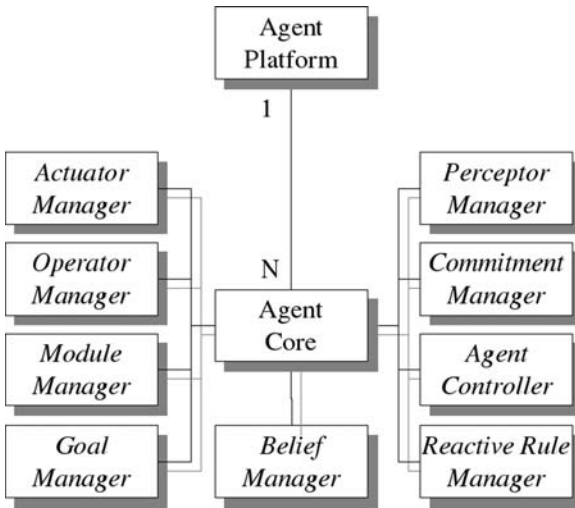 Agent
Platform
1
N
Agent
Core
Actuator
Manager
Operator
Manager
Module
Manager
Goal
Manager
Belief
Manager
Perceptor
Manager
Commitment
Manager
Agent
Controller
Reactive Rule
Manager